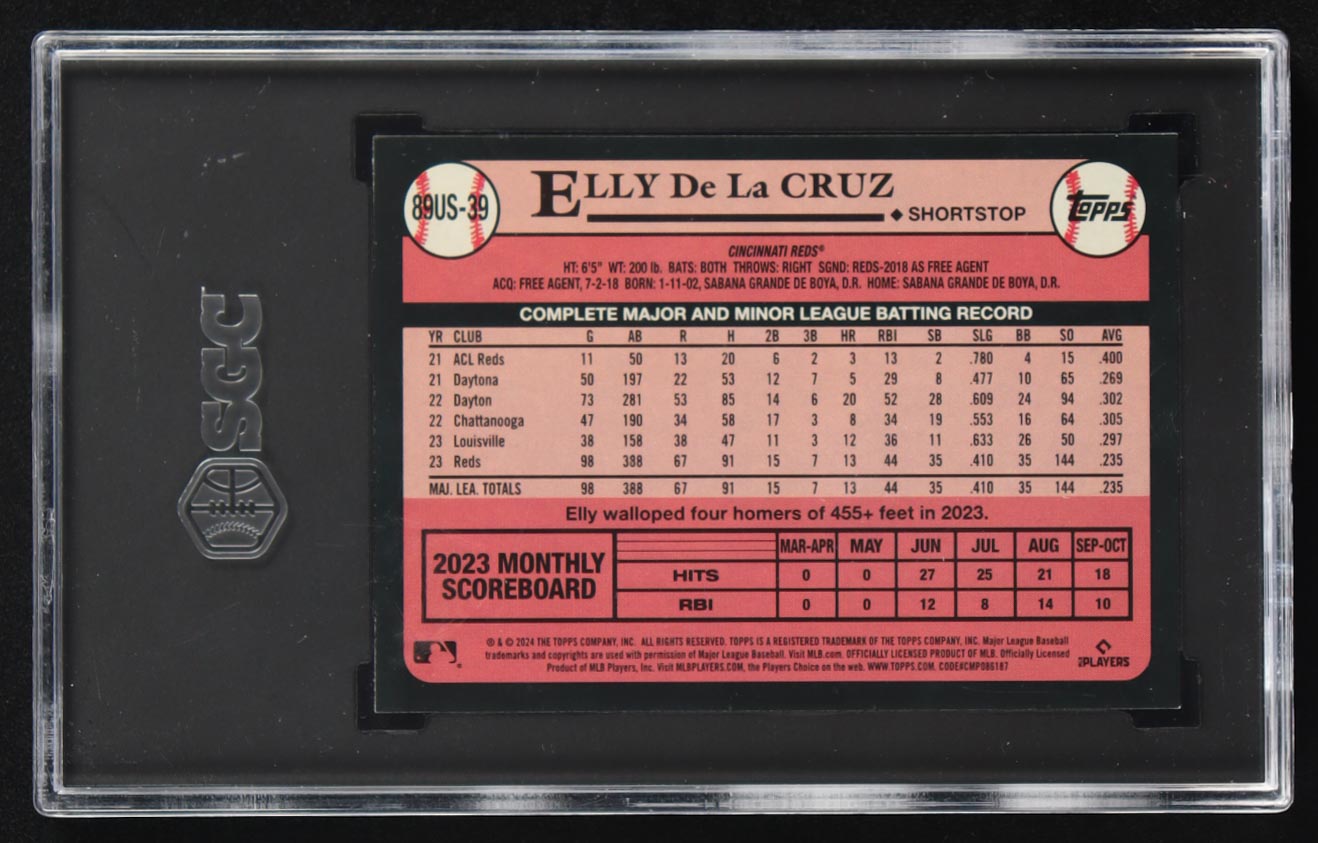 SGC
89US-39
ELLY De La CRUZ
◆ SHORTSTOP
TOPPS
CINCINNATI REDS®
HT: 6'5" WT: 200 lb. BATS: BOTH THROWS: RIGHT SGND: REDS-2018 AS FREE AGENT
ACQ: FREE AGENT, 7-2-18 BORN: 1-11-02, SABANA GRANDE DE BOYA, D.R. HOME: SABANA GRANDE DE BOYA, D.R.
COMPLETE MAJOR AND MINOR LEAGUE BATTING RECORD
YR CLUB G AB R H 2B 3B HR RBI SB SLG BB SO AVG
21 ACL Reds 11 50 13 20 6 2 3 13 2 .780 4 15 .400
21 Daytona 50 197 22 53 12 7 5 29 8 .477 10 65 .269
22 Dayton 73 281 53 85 14 6 20 52 28 .609 24 94 .302
22 Chattanooga 47 190 34 58 17 3 8 34 19 .553 16 64 .305
23 Louisville 38 158 38 47 11 3 12 36 11 .633 26 50 .297
23 Reds 98 388 67 91 15 7 13 44 35 .410 35 144 .235
MAJ. LEA. TOTALS 98 388 67 91 15 7 13 44 35 .410 35 144 .235
Elly walloped four homers of 455+ feet in 2023.
2023 MONTHLY
SCOREBOARD
MAR-APR MAY JUN JUL AUG SEP-OCT
HITS 0 0 27 25 21 18
RBI 0 0 12 8 14 10
® & © 2024 THE TOPPS COMPANY, INC. ALL RIGHTS RESERVED. TOPPS IS A REGISTERED TRADEMARK OF THE TOPPS COMPANY, INC. Major League Baseball
trademarks and copyrights are used with permission of Major League Baseball. Visit MLB.com. OFFICIALLY LICENSED PRODUCT OF MLB. Officially Licensed
Product of MLB Players, Inc. Visit MLBPLAYERS.COM, the Players Choice on the web. WWW.TOPPS.COM. CODE#CMP086187
PLAYERS